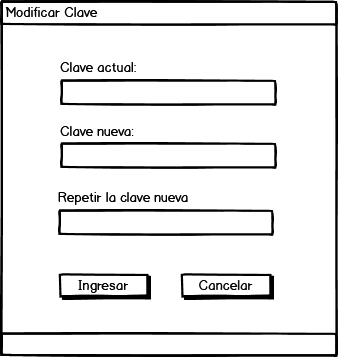 Modificar Clave
Clave actual:
Clave nueva:
Repetir la clave nueva
Ingresar
Cancelar